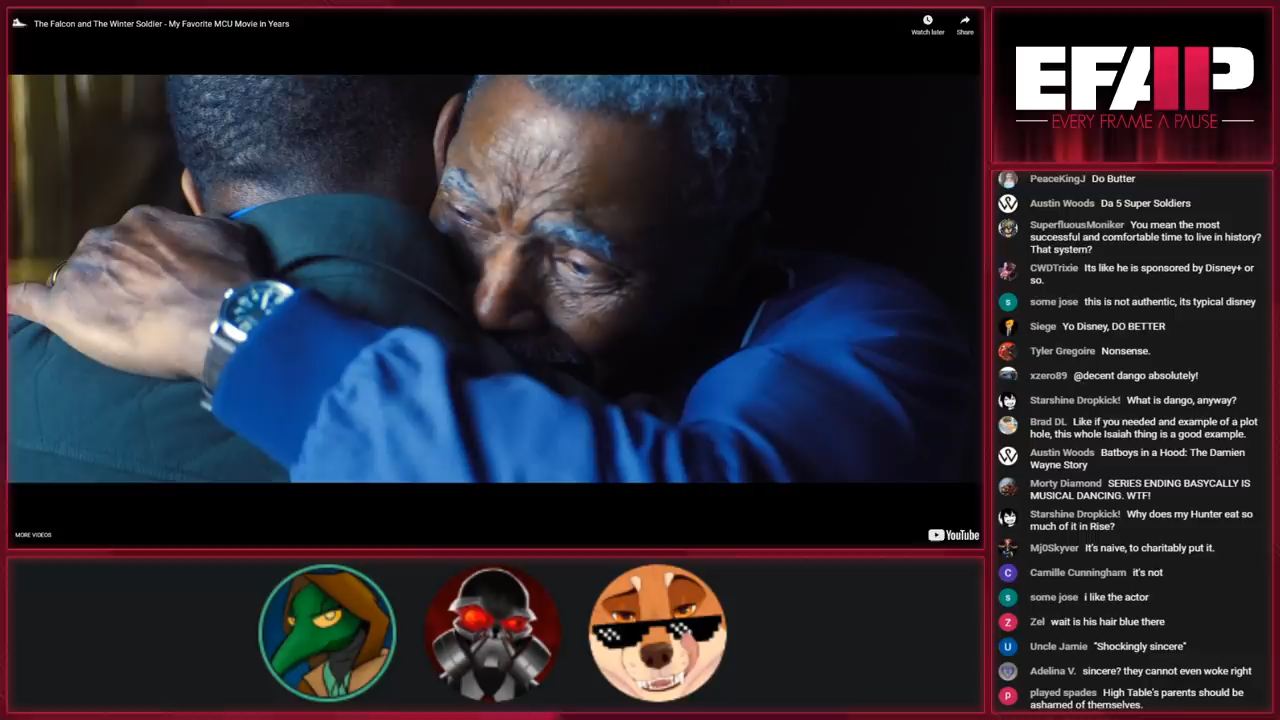 The Falcon and The Winter Soldier - My Favorite MCU Movie in Years
Watch later
Share
MORE VIDEOS
YouTube
EFAP
EVERY FRAME A PAUSE
PeaceKingJ Do Butter
Austin Woods Da 5 Super Soldiers
SuperfluousMoniker You mean the most
successful and comfortable time to live in history?
That system?
CWDTrixie Its like he is sponsored by Disney+ or
so.
some jose this is not authentic, its typical disney
Siege Yo Disney, DO BETTER
Tyler Gregoire Nonsense.
xzero89 @decent dango absolutely!
Starshine Dropkick! What is dango, anyway?
Brad DL Like if you needed and example of a plot
hole, this whole Isaiah thing is a good example.
Austin Woods Batboys in a Hood: The Damien
Wayne Story
Morty Diamond SERIES ENDING BASYCALLY IS
MUSICAL DANCING. WTF!
Starshine Dropkick! Why does my Hunter eat so
much of it in Rise?
Mj0Skyver It's naive, to charitably put it.
Camille Cunningham it's not
some jose i like the actor
Zel wait is his hair blue there
Uncle Jamie "Shockingly sincere"
Adelina V. sincere? they cannot even woke right
played spades High Table's parents should be
ashamed of themselves.